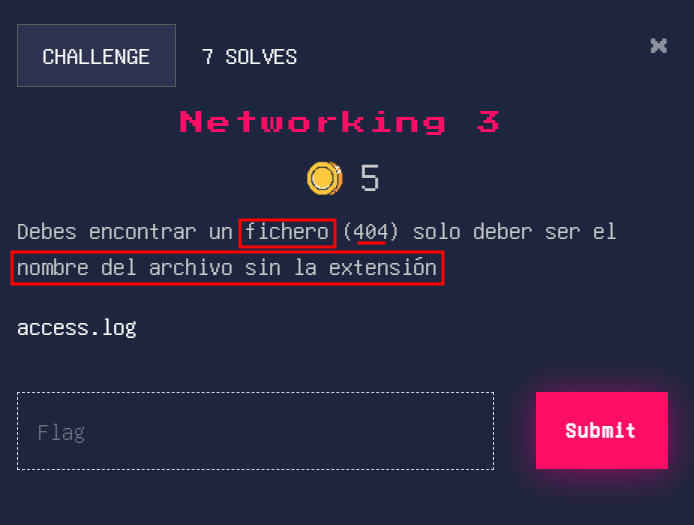 CHALLENGE 7 SOLVES
Networking 3
5
Debes encontrar un fichero (404) solo deber ser el
nombre del archivo sin la extensión
access.log
Flag Submit